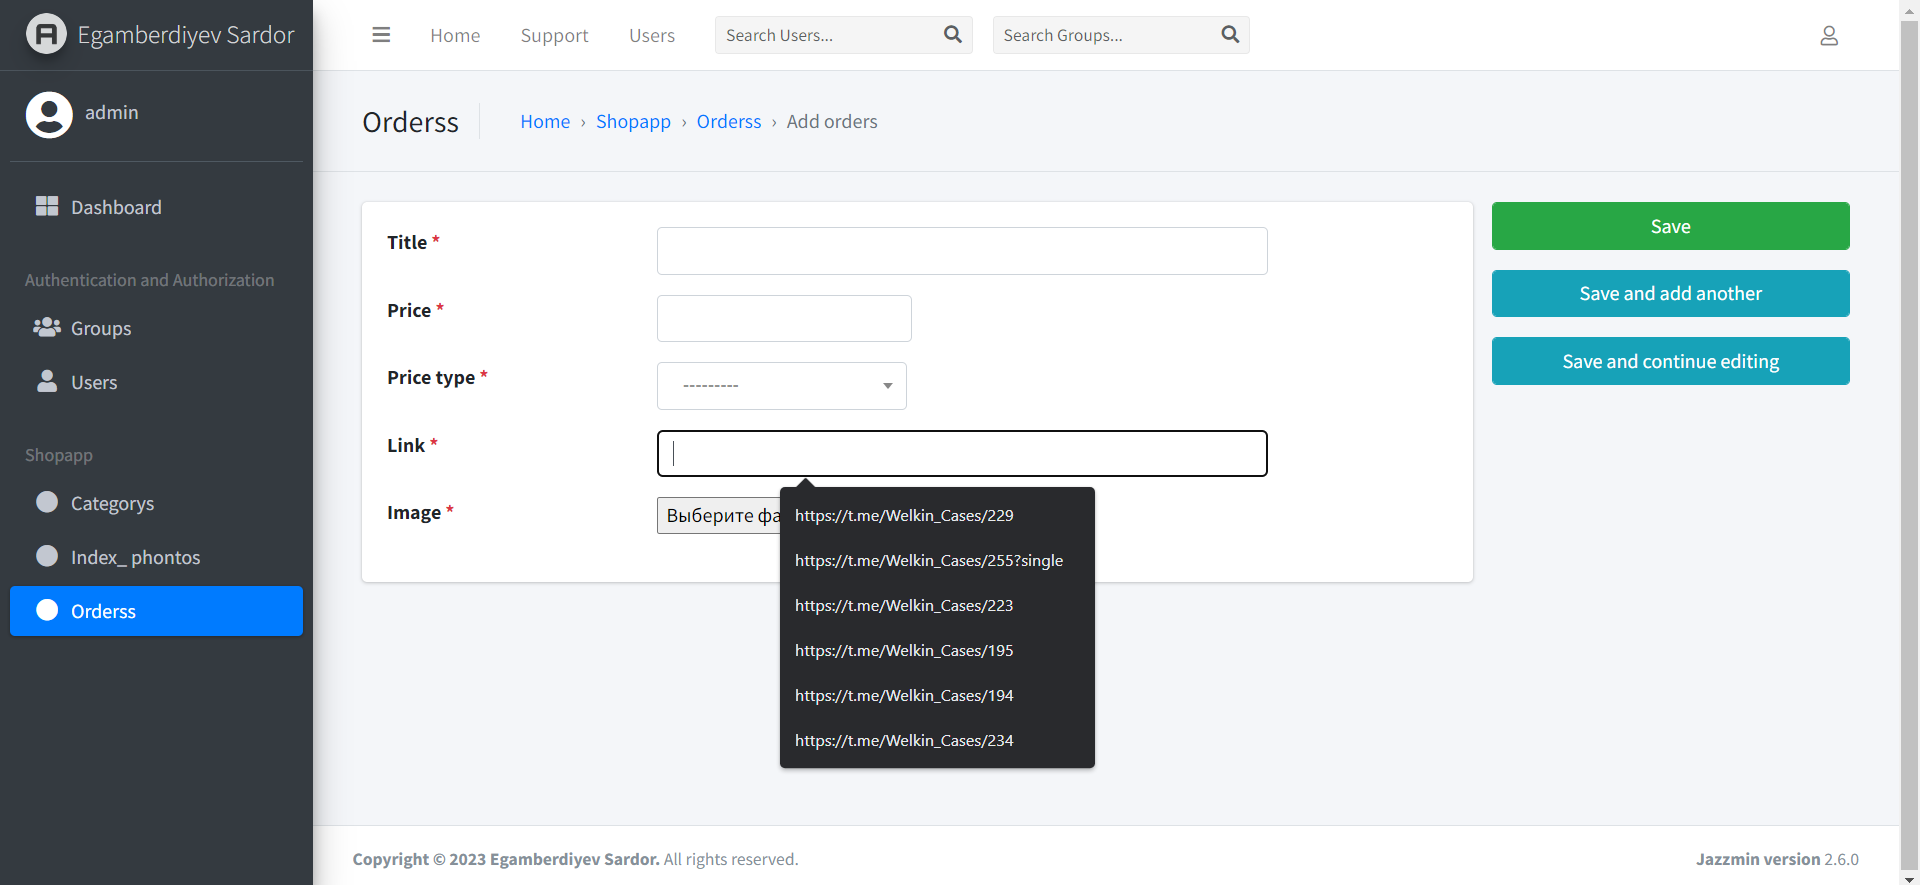 Egamberdiyev Sardor
admin
Dashboard
Authentication and Authorization
Groups
Users
Shopapp
Categorys
Index_ phontos
Orderss
Home
Support
Users
Search Users...
Search Groups...
Orderss
Home › Shopapp › Orderss › Add orders
Title *
Price *
Price type *
---------
Link *
Image *
Выберите фа
https://t.me/Welkin_Cases/229
https://t.me/Welkin_Cases/255?single
https://t.me/Welkin_Cases/223
https://t.me/Welkin_Cases/195
https://t.me/Welkin_Cases/194
https://t.me/Welkin_Cases/234
Save
Save and add another
Save and continue editing
Copyright © 2023 Egamberdiyev Sardor. All rights reserved.
Jazzmin version 2.6.0